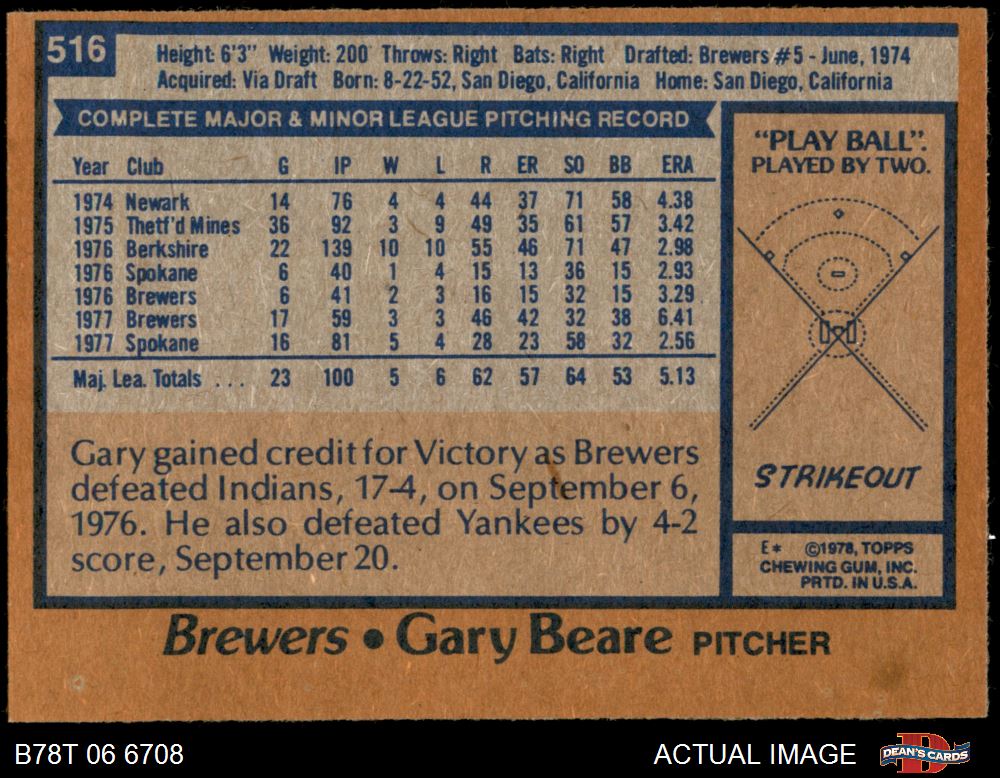 516
Height: 6'3" Weight: 200 Throws: Right Bats: Right Drafted: Brewers #5 - June, 1974
Acquired: Via Draft Born: 8-22-52, San Diego, California Home: San Diego, California
COMPLETE MAJOR & MINOR LEAGUE PITCHING RECORD
Year Club G IP W L R ER SO BB ERA
1974 Newark 14 76 4 4 44 37 71 58 4.38
1975 Thetf'd Mines 36 92 3 9 49 35 61 57 3.42
1976 Berkshire 22 139 10 10 55 46 71 47 2.98
1976 Spokane 6 40 1 4 15 13 36 15 2.93
1976 Brewers 6 41 2 3 16 15 32 15 3.29
1977 Brewers 17 59 3 3 46 42 32 38 6.41
1977 Spokane 16 81 5 4 28 23 58 32 2.56
Maj. Lea. Totals ... 23 100 5 6 62 57 64 53 5.13
Gary gained credit for Victory as Brewers
defeated Indians, 17-4, on September 6,
1976. He also defeated Yankees by 4-2
score, September 20.
"PLAY BALL".
PLAYED BY TWO.
STRIKEOUT
E* ©1978, TOPPS
CHEWING GUM, INC.
PRTD. IN U.S.A.
Brewers • Gary Beare PITCHER
B78T 06 6708 ACTUAL IMAGE DEAN'S CARDS